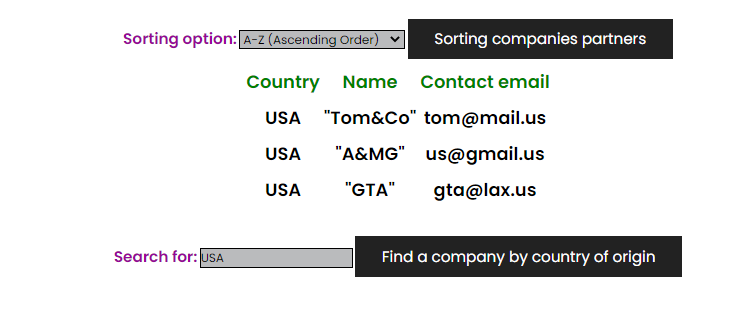 Sorting option: A-Z (Ascending Order) Sorting companies partners
Country Name Contact email
USA "Tom&Co" tom@mail.us
USA "A&MG" us@gmail.us
USA "GTA" gta@lax.us
Search for: USA Find a company by country of origin